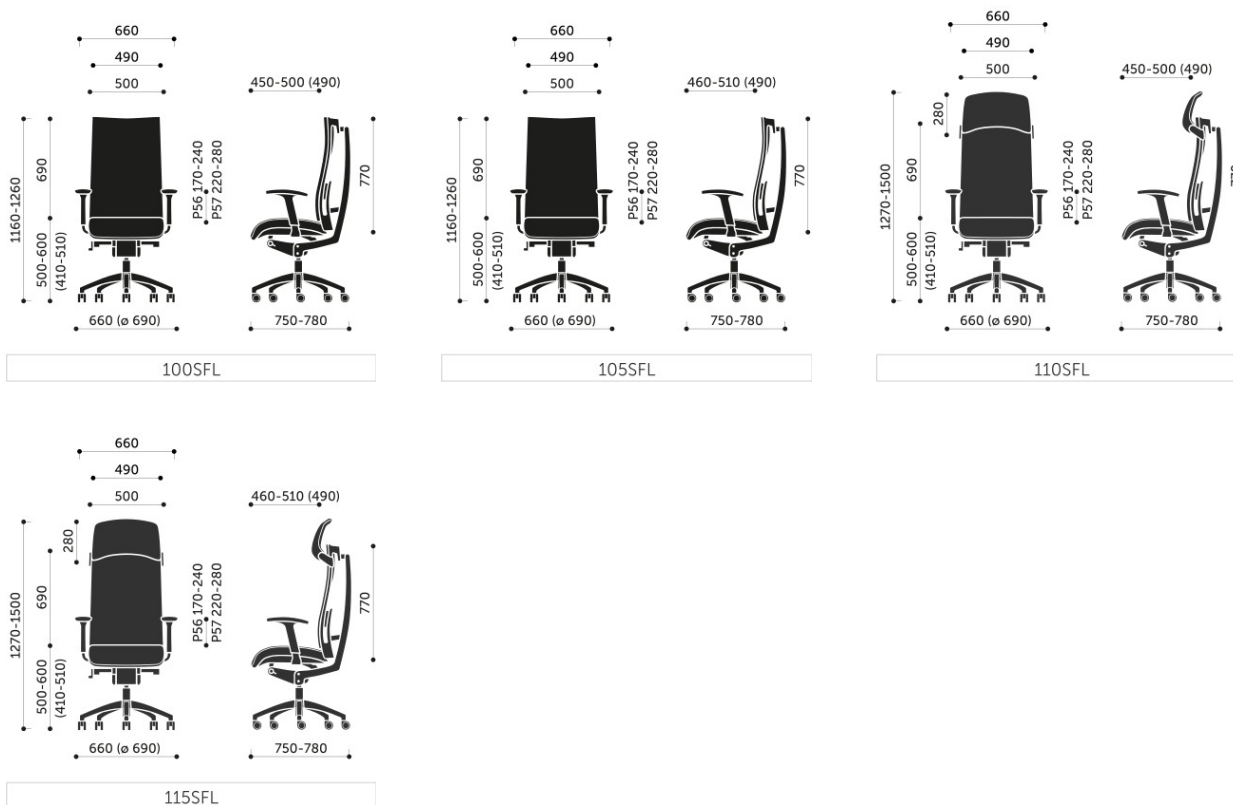 660
490
500
450-500 (490)
1160-1260
690
500-600
(410-510)
P56 170-240
P57 220-280
770
660 (ø 690)
750-780
100SFL
660
490
500
460-510 (490)
1160-1260
690
500-600
(410-510)
P56 170-240
P57 220-280
770
660 (ø 690)
750-780
105SFL
660
490
500
450-500 (490)
280
1270-1500
690
500-600
(410-510)
P56 170-240
P57 220-280
660 (ø 690)
750-780
110SFL
660
490
500
460-510 (490)
280
1270-1500
690
500-600
(410-510)
P56 170-240
P57 220-280
770
660 (ø 690)
750-780
115SFL